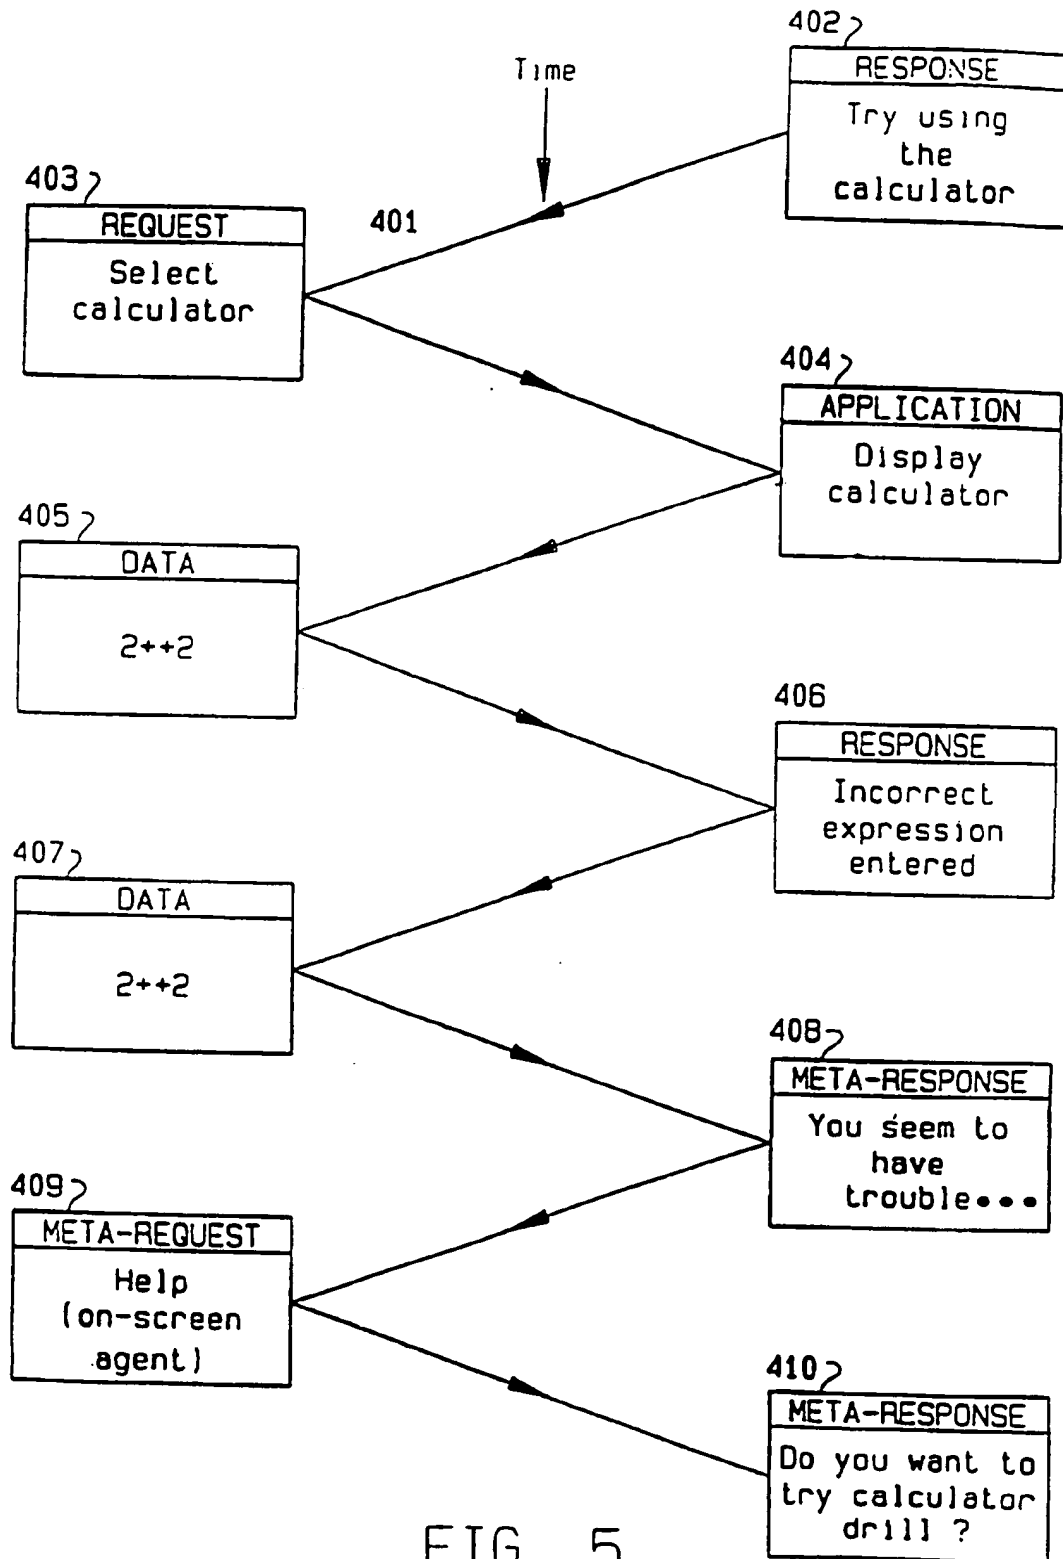 402
RESPONSE
Try using
the
calculator
Time
403
REQUEST
Select
calculator
401
404
APPLICATION
Display
calculator
405
DATA
2++2
406
RESPONSE
Incorrect
expression
entered
407
DATA
2++2
408
META-RESPONSE
You seem to
have
trouble•••
409
META-REQUEST
Help
(on-screen
agent)
410
META-RESPONSE
Do you want to
try calculator
drill ?
FIG. 5